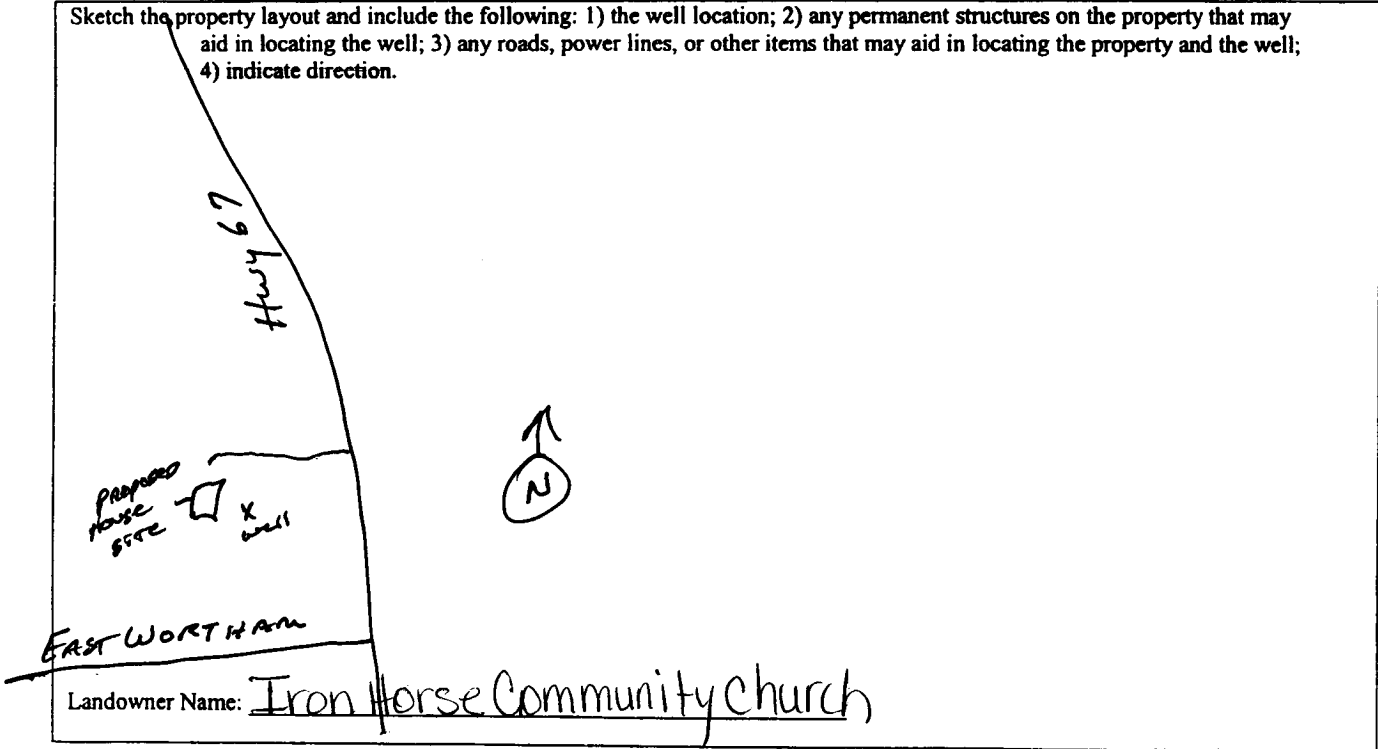 Sketch the property layout and include the following: 1) the well location; 2) any permanent structures on the property that may
aid in locating the well; 3) any roads, power lines, or other items that may aid in locating the property and the well;
4) indicate direction.
Hwy 67
N
PROPOSED
HOUSE
SITE
X
well
EAST WORTHAM
Landowner Name: Iron Horse Community Church